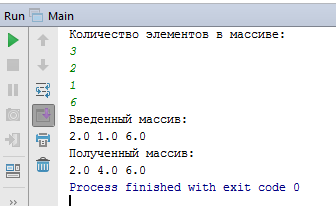 Run Main
Количество элементов в массиве:
3
2
1
6
Введенный массив:
2.0 1.0 6.0
Полученный массив:
2.0 4.0 6.0
Process finished with exit code 0